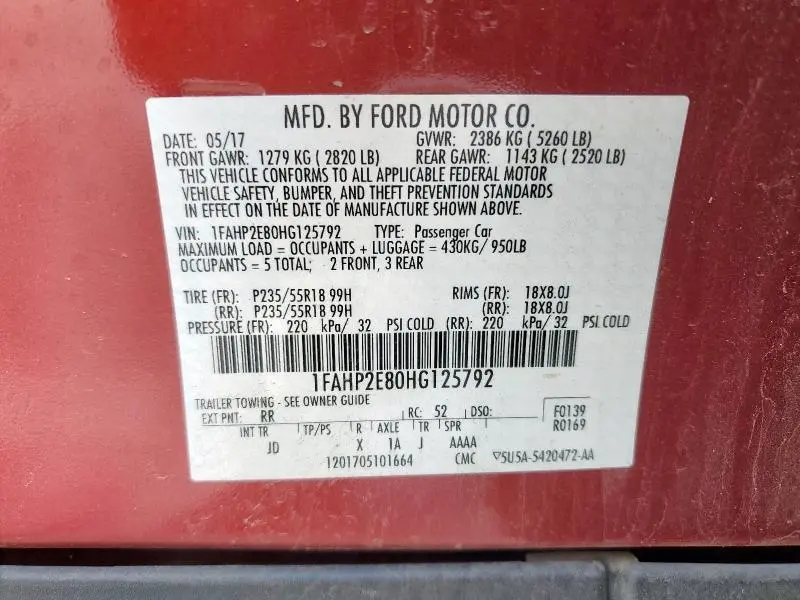 MFD. BY FORD MOTOR CO.
DATE: 05/17 GVWR: 2386 KG ( 5260 LB)
FRONT GAWR: 1279 KG ( 2820 LB) REAR GAWR: 1143 KG ( 2520 LB)
THIS VEHICLE CONFORMS TO ALL APPLICABLE FEDERAL MOTOR
VEHICLE SAFETY, BUMPER, AND THEFT PREVENTION STANDARDS
IN EFFECT ON THE DATE OF MANUFACTURE SHOWN ABOVE.
VIN: 1FAHP2E80HG125792 TYPE: Passenger Car
MAXIMUM LOAD = OCCUPANTS + LUGGAGE = 430KG/ 950LB
OCCUPANTS = 5 TOTAL; 2 FRONT, 3 REAR
TIRE (FR): P235/55R18 99H RIMS (FR): 18X8.0J
(RR): P235/55R18 99H (RR): 18X8.0J
PRESSURE (FR): 220 kPa/ 32 PSI COLD (RR): 220 kPa/ 32 PSI COLD
1FAHP2E80HG125792
TRAILER TOWING - SEE OWNER GUIDE
EXT PNT: RR RC: 52 DSO: F0139
INT TR TP/PS R AXLE TR SPR R0169
JD X 1A J AAAA
1201705101664 CMC ▽5U5A-5420472-AA